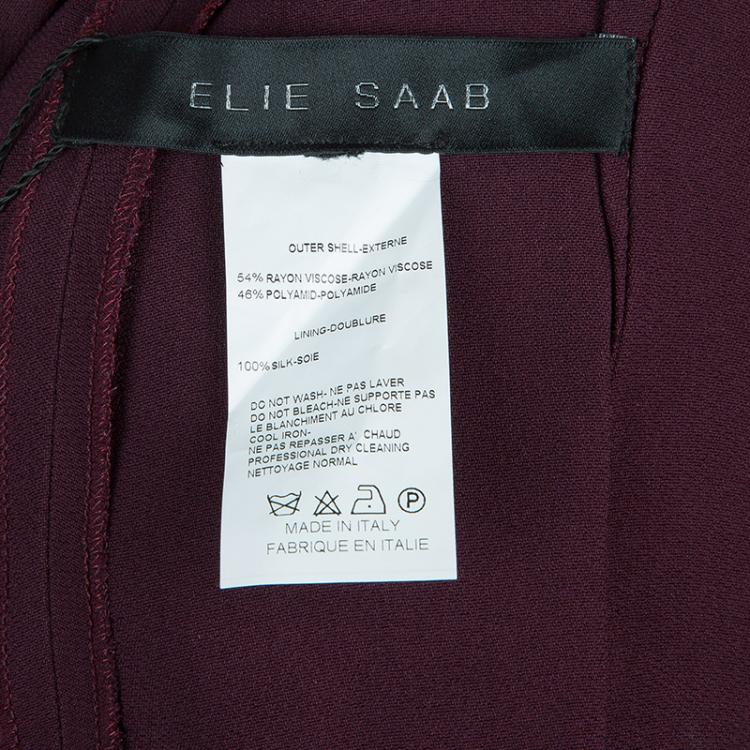 ELIE SAAB
OUTER SHELL-EXTERNE
54% RAYON VISCOSE-RAYON VISCOSE
46% POLYAMID-POLYAMIDE
LINING-DOUBLURE
100% SILK-SOIE
DO NOT WASH- NE PAS LAVER
DO NOT BLEACH-NE SUPPORTE PAS
LE BLANCHIMENT AU CHLORE
COOL IRON-
NE PAS REPASSER A' CHAUD
PROFESSIONAL DRY CLEANING
NETTOYAGE NORMAL
P
MADE IN ITALY
FABRIQUE EN ITALIE